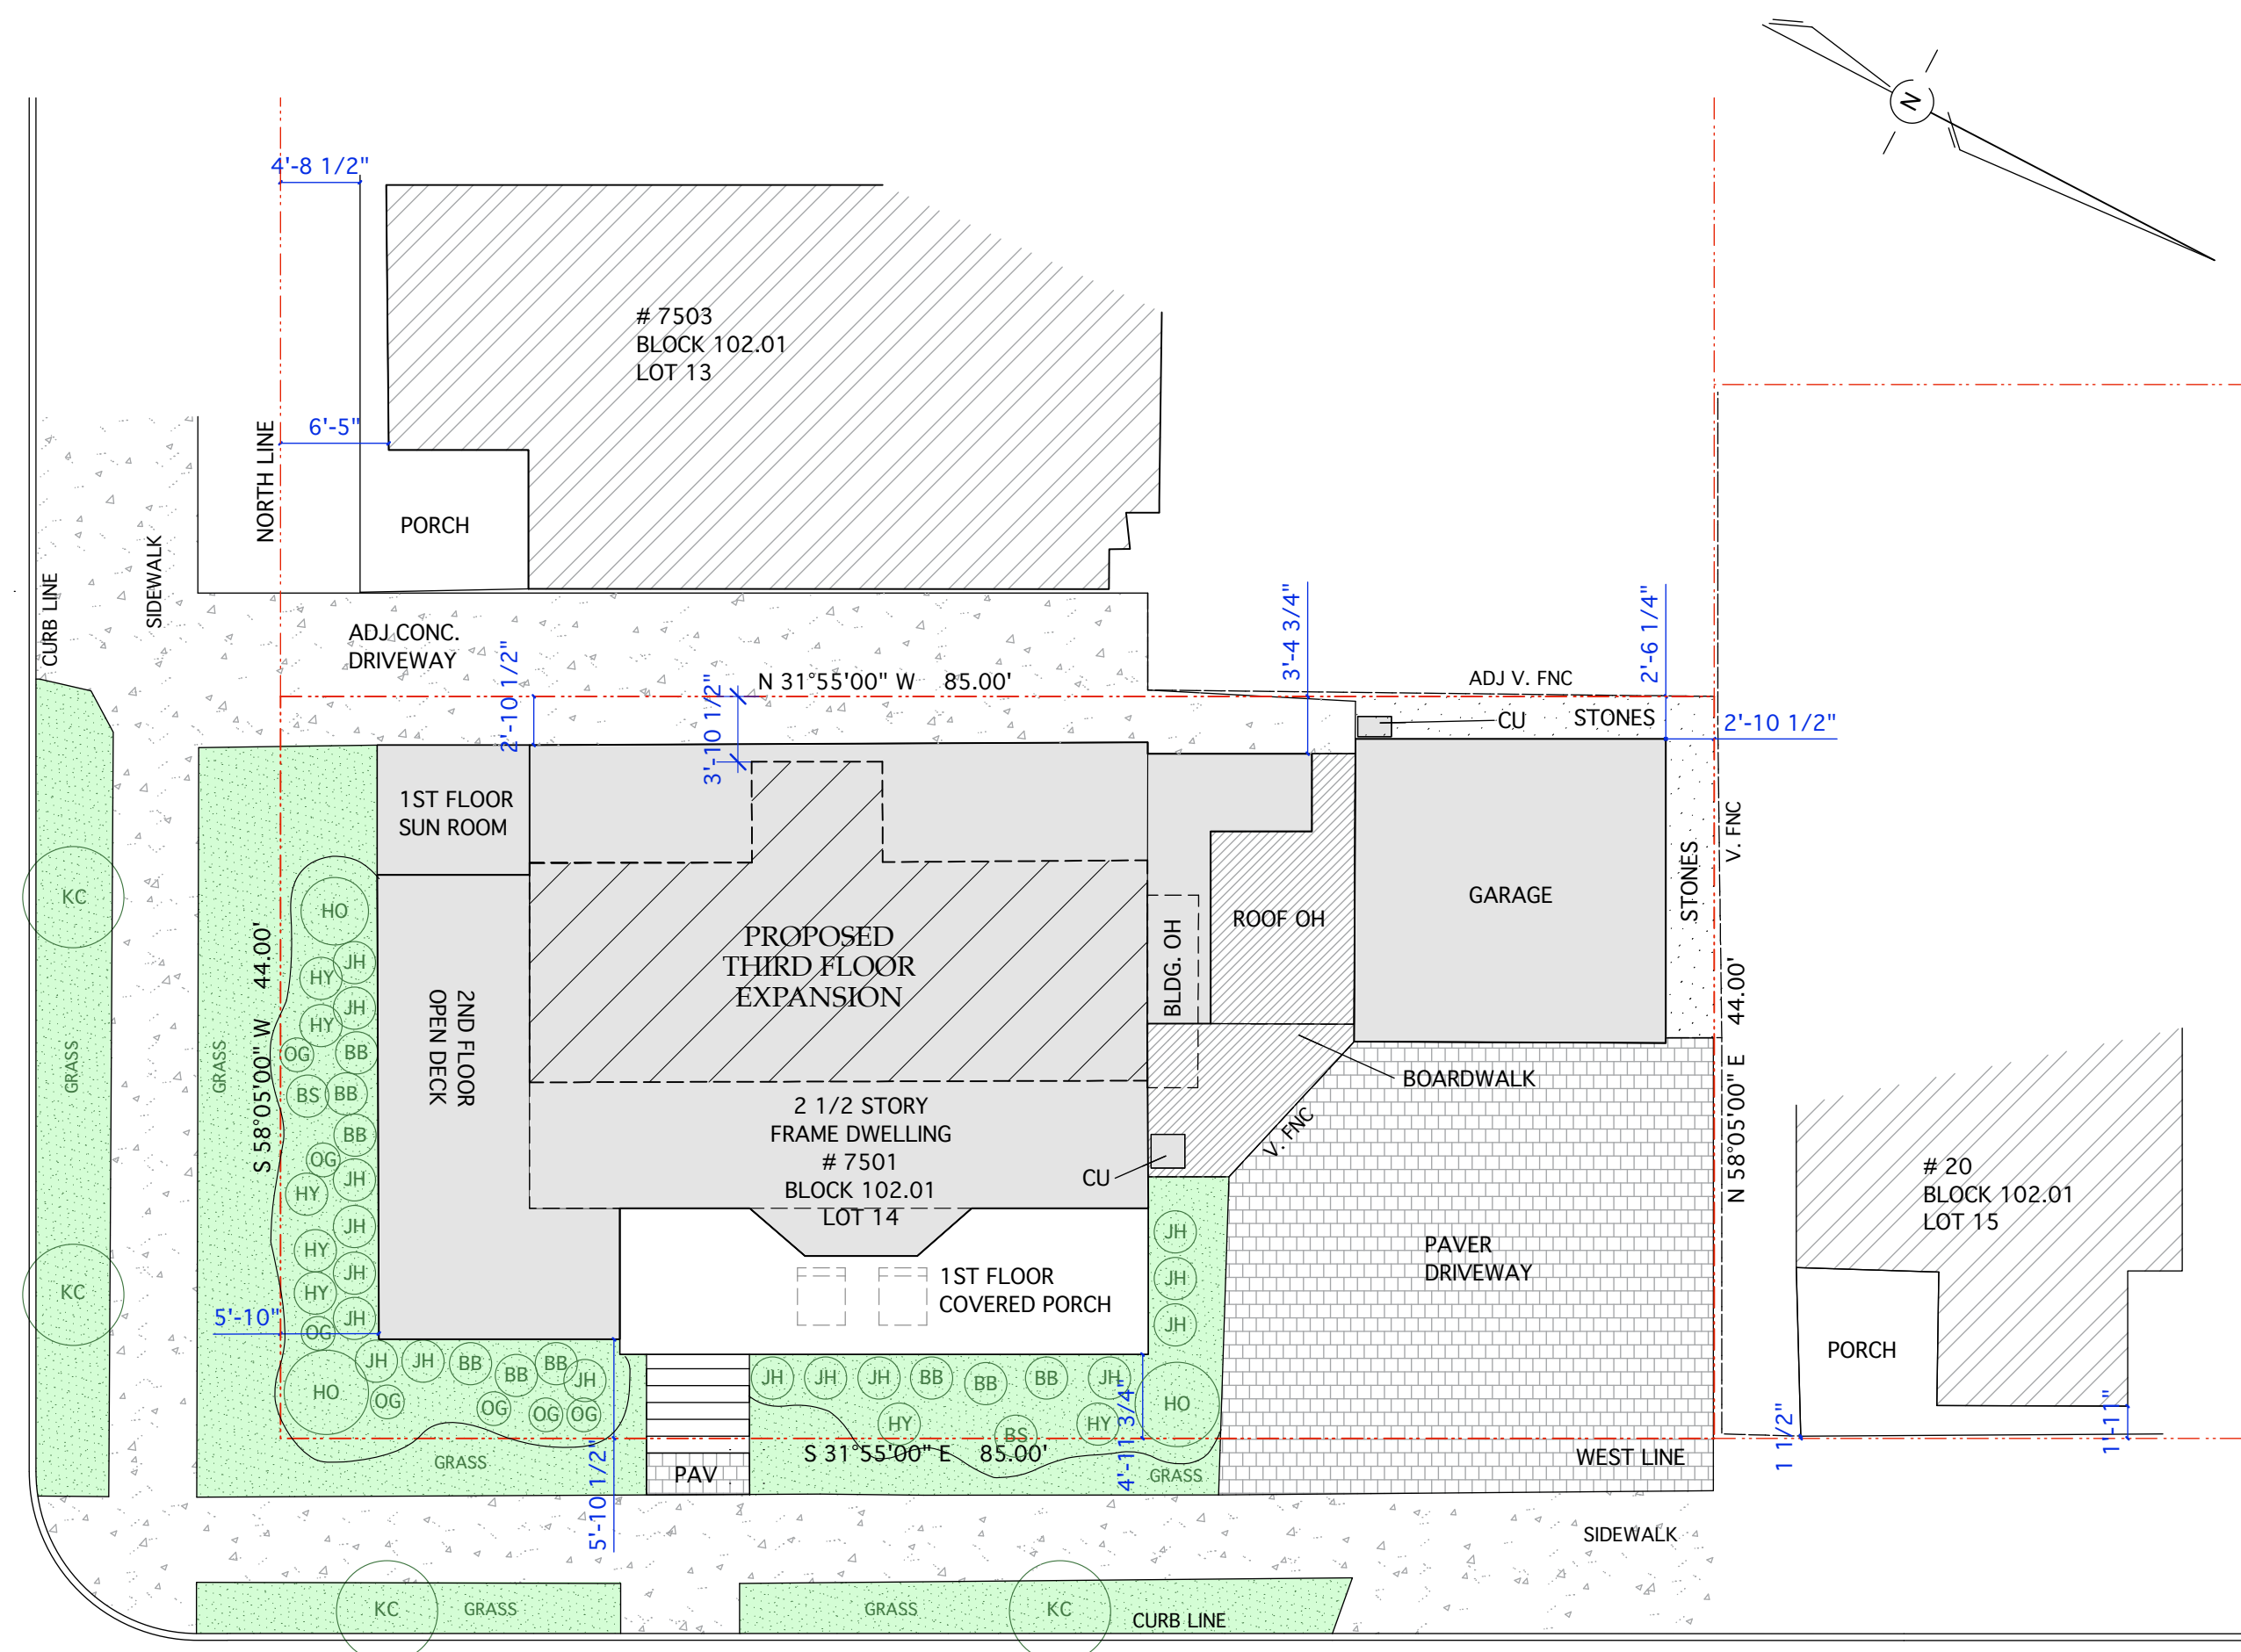 N
4'-8 1/2"
# 7503
BLOCK 102.01
LOT 13
6'-5"
NORTH LINE
PORCH
SIDEWALK
CURB LINE
ADJ CONC.
DRIVEWAY
2'-10 1/2"
3'-10 1/2"
N 31°55'00" W 85.00'
3'-4 3/4"
2'-6 1/4"
ADJ V. FNC
CU
STONES
2'-10 1/2"
1ST FLOOR
SUN ROOM
V. FNC
KC
HO
GARAGE
STONES
ROOF OH
BLDG. OH
PROPOSED
THIRD FLOOR
EXPANSION
S 58°05'00" W 44.00'
JH
HY
JH
HY
OG
BB
BS
BB
BB
OG
JH
HY
JH
HY
JH
HY
JH
OG
GRASS
GRASS
2ND FLOOR
OPEN DECK
N 58°05'00" E 44.00'
BOARDWALK
V. FNC
2 1/2 STORY
FRAME DWELLING
# 7501
BLOCK 102.01
LOT 14
CU
# 20
BLOCK 102.01
LOT 15
JH
JH
JH
PAVER
DRIVEWAY
KC
1ST FLOOR
COVERED PORCH
5'-10"
PORCH
HO
JH
JH
BB
BB
BB
JH
OG
OG
OG
OG
JH
JH
JH
BB
BB
BB
JH
HY
BS
HY
HO
4'-11 3/4"
1 1/2"
1'-11"
S 31°55'00" E 85.00'
WEST LINE
GRASS
PAV
GRASS
5'-10 1/2"
SIDEWALK
KC
GRASS
GRASS
KC
CURB LINE